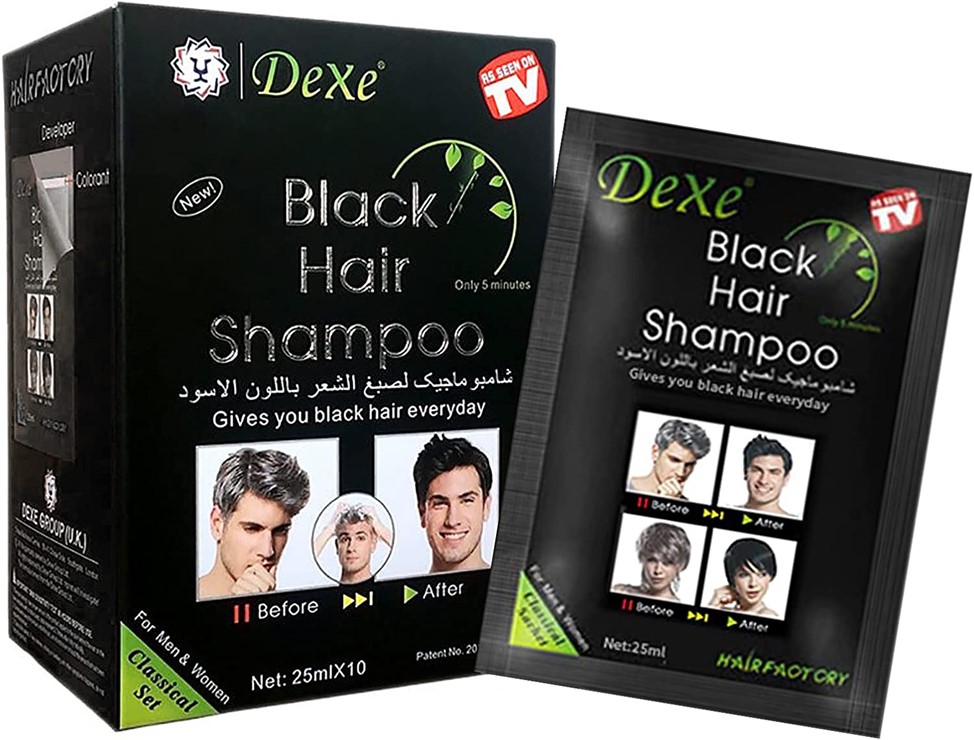 HAIRFACTORY
Developer
Colorant
DEXE GROUP(U.K.)
DeXe®
AS SEEN ON
TV
New!
Black
Hair
Shampoo
Only 5 minutes
شامبو ماجيك لصبغ الشعر باللون الاسود
Gives you black hair everyday
Before
After
For Men & Women
Classical
Set
Net: 25mlX10
Patent No. 20
DeXe®
AS SEEN ON
TV
Black
Hair
Shampoo
Only 5 minutes
شامبو ماجيك لصبغ الشعر باللون الاسود
Gives you black hair everyday
Before
After
Before
After
For Men & Women
Classical
Sachet
Net:25ml
HAIRFACTORY